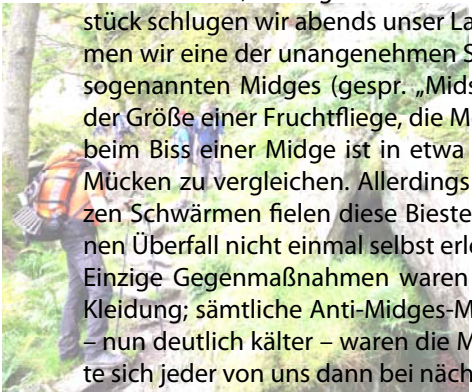 stück schlugen wir abends unser La
men wir eine der unangenehmen S
sogenannten Midges (gespr. „Mids
der Größe einer Fruchtfliege, die M
beim Biss einer Midge ist in etwa
Mücken zu vergleichen. Allerdings
zen Schwärmen fielen diese Bieste
nen Überfall nicht einmal selbst erle
Einzige Gegenmaßnahmen waren
Kleidung; sämtliche Anti-Midges-M
– nun deutlich kälter – waren die M
te sich jeder von uns dann bei näch